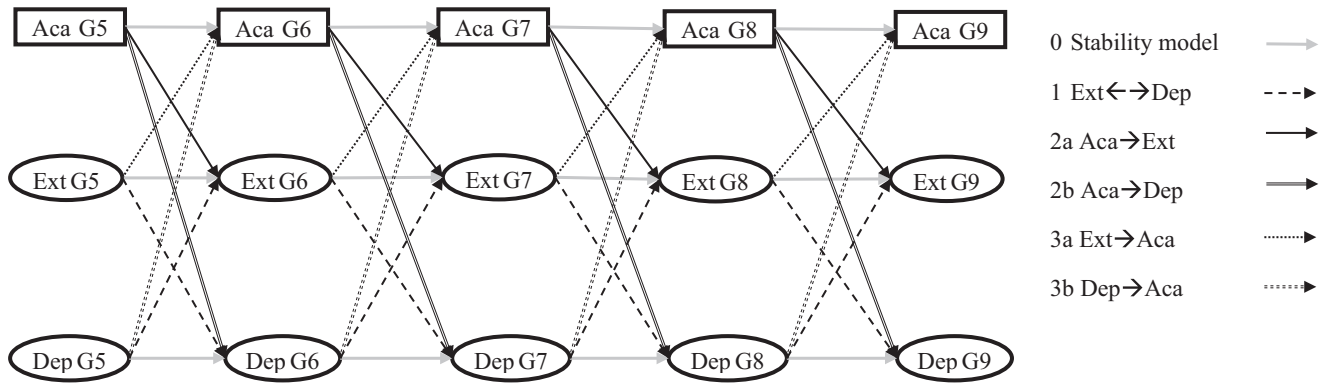 Aca G5 Aca G6 Aca G7 Aca G8 Aca G9
Ext G5 Ext G6 Ext G7 Ext G8 Ext G9
Dep G5 Dep G6 Dep G7 Dep G8 Dep G9
0 Stability model
1 Ext←→Dep
2a Aca→Ext
2b Aca→Dep
3a Ext→Aca
3b Dep→Aca